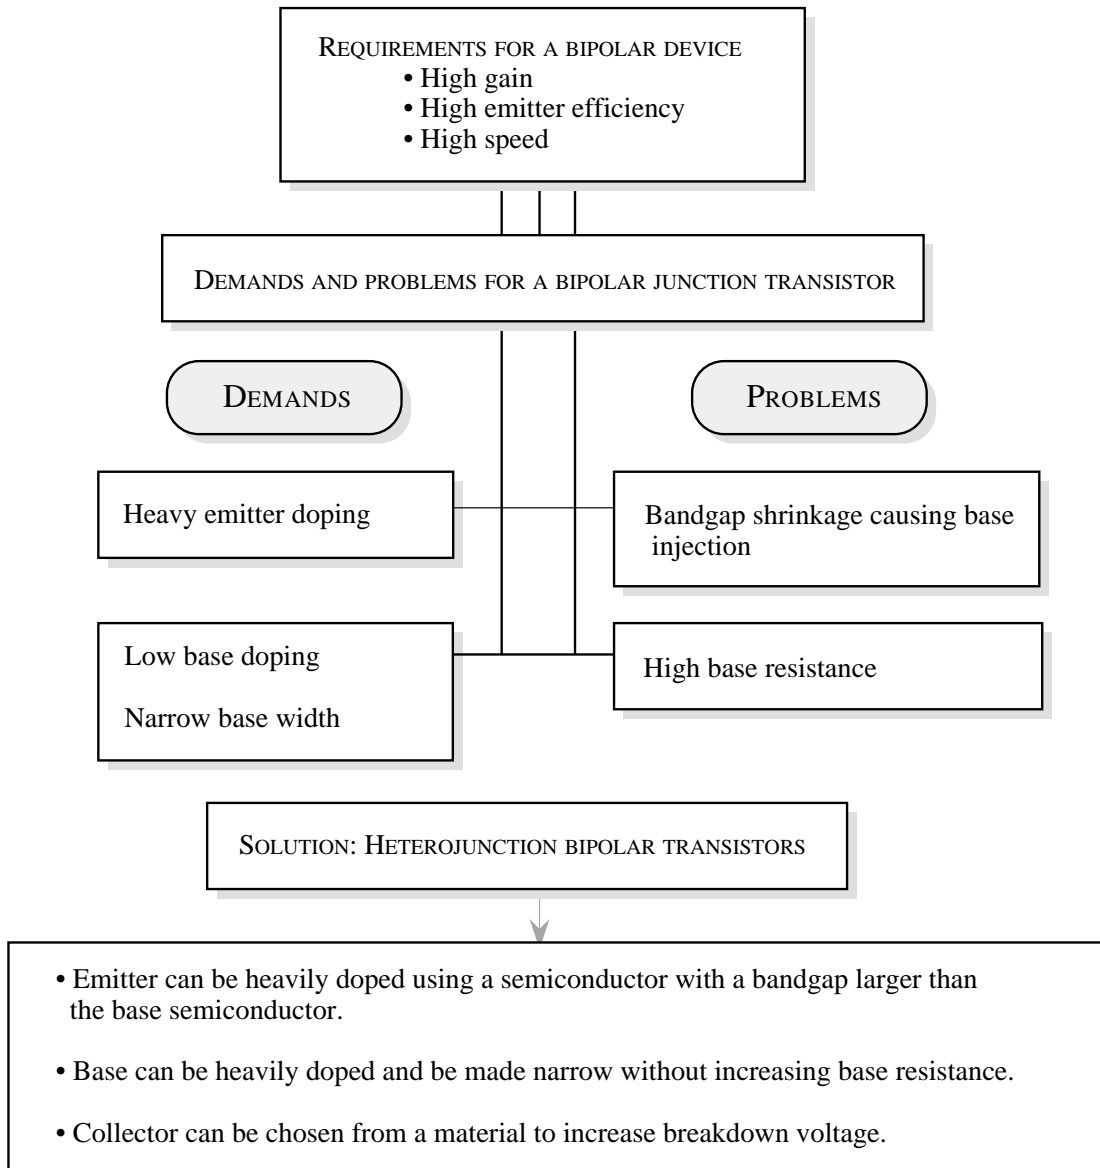 REQUIREMENTS FOR A BIPOLAR DEVICE
• High gain
• High emitter efficiency
• High speed
DEMANDS AND PROBLEMS FOR A BIPOLAR JUNCTION TRANSISTOR
DEMANDS
PROBLEMS
Heavy emitter doping
Bandgap shrinkage causing base
injection
Low base doping
Narrow base width
High base resistance
SOLUTION: HETEROJUNCTION BIPOLAR TRANSISTORS
• Emitter can be heavily doped using a semiconductor with a bandgap larger than
the base semiconductor.
• Base can be heavily doped and be made narrow without increasing base resistance.
• Collector can be chosen from a material to increase breakdown voltage.